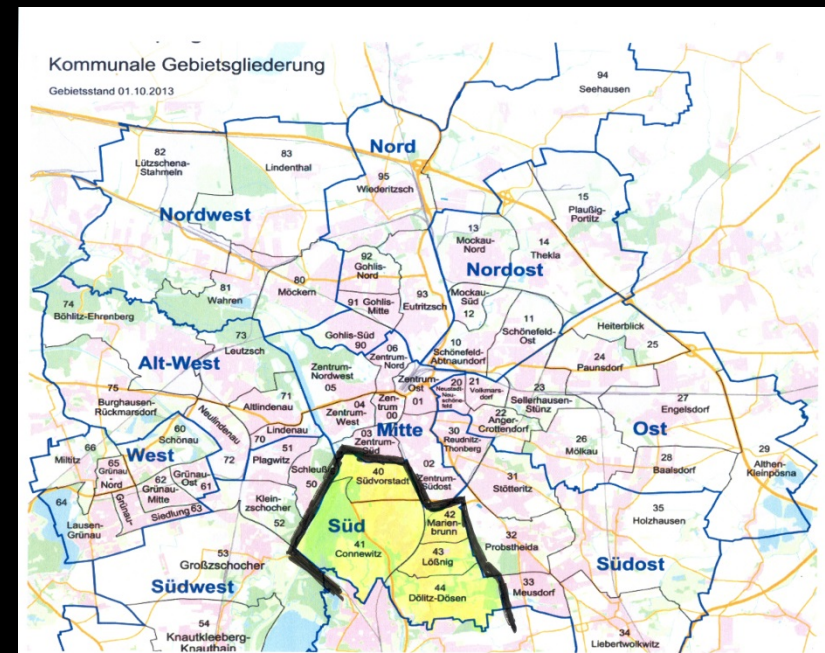 Kommunale Gebietsgliederung
Gebietsstand 01.10.2013
94
Seehausen
Nord
82
Lützschena-
Stahmeln
83
Lindenthal
95
Wiederitzsch
15
Plaußig-
Portitz
Nordwest
13
Mockau-
Nord
14
Thekla
Nordost
92
Gohlis-
Nord
81
Wahren
80
Möckern
91 Gohlis-
Mitte
93
Eutritzsch
Mockau-
Süd
12
11
Schönefeld-
Ost
74
Böhlitz-Ehrenberg
73
Leutzsch
Gohlis-Süd
90
06
Zentrum-
Nord
10
Schönefeld-
Abtnaundorf
Heiterblick
25
24
Paunsdorf
Alt-West
Zentrum-
Nordwest
05
Zentrum-
Ost
01
20
Neustadt-
Neu-
schöne-
feld
21
Volkmars-
dorf
23
Sellerhausen-
Stünz
75
Burghausen-
Rückmarsdorf
71
Altlindenau
04
Zentrum-
West
Zen-
trum
00
22
Anger-
Crottendorf
27
Engelsdorf
Neulindenau
Lindenau
70
Mitte
03
Zentrum-
Süd
30
Reudnitz-
Thonberg
Ost
60
Schönau
West
66
Miltitz
65
Grünau
-
Nord
62
Grünau-
Mitte
Grünau-
Ost 61
72
51
Plagwitz
Schleußig
50
40
Südvorstadt
02
Zentrum-
Südost
26
Mölkau
28
Baalsdorf
29
Althen-
Kleinpösna
31
Stötteritz
64
Lausen-
Grünau
Grünau-
Siedlung 63
Klein-
zschocher
52
42
Marien-
brunn
35
Holzhausen
Süd
41
Connewitz
43
Lößnig
32
Probstheida
53
Großzschocher
Südwest
44
Dölitz-Dösen
33
Meusdorf
Südost
54
Knautkleeberg-
Knauthain
34
Liebertwolkwitz